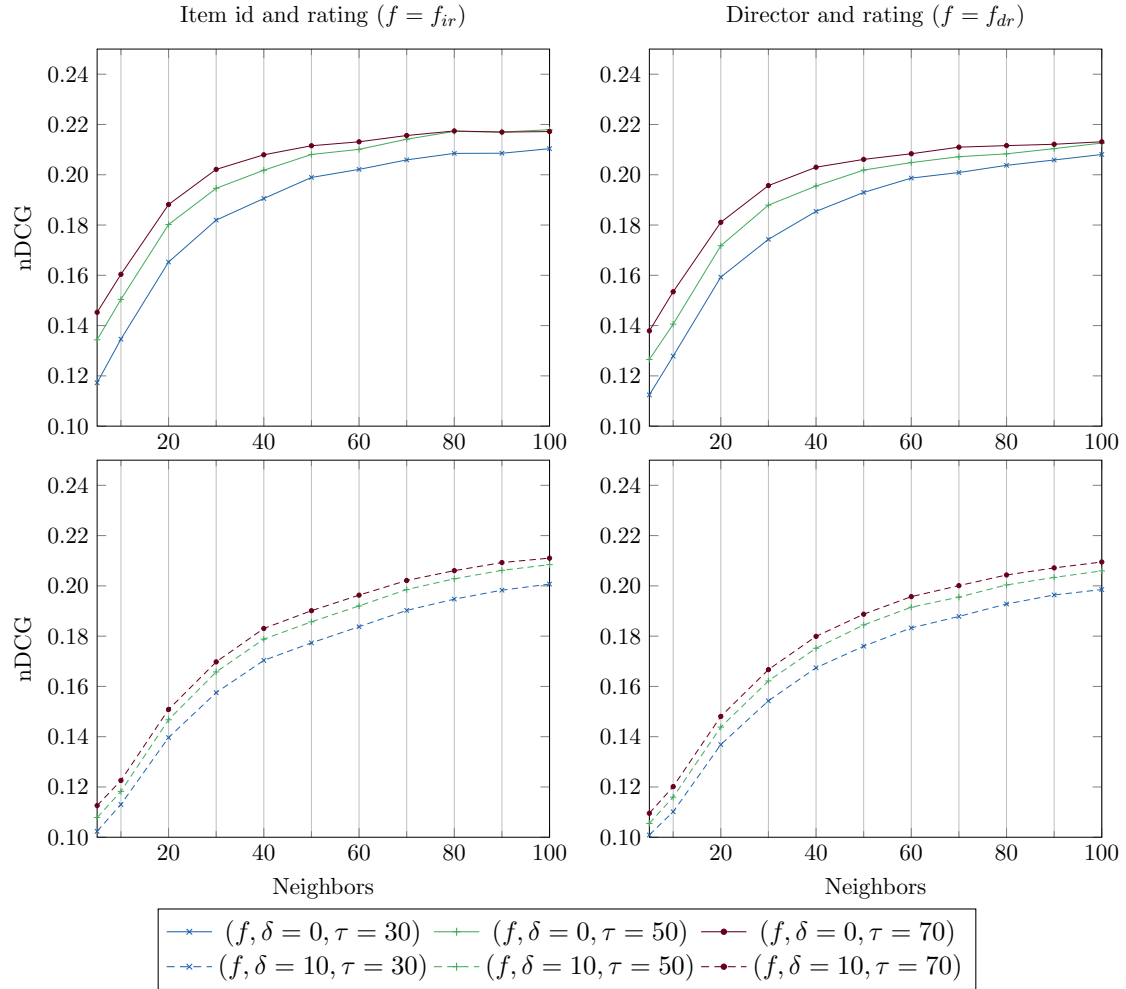 Item id and rating (f = f_ir)
Director and rating (f = f_dr)
nDCG
0.24
0.22
0.20
0.18
0.16
0.14
0.12
0.10
20 40 60 80 100
0.24
0.22
0.20
0.18
0.16
0.14
0.12
0.10
20 40 60 80 100
nDCG
0.24
0.22
0.20
0.18
0.16
0.14
0.12
0.10
20 40 60 80 100
Neighbors
0.24
0.22
0.20
0.18
0.16
0.14
0.12
0.10
20 40 60 80 100
Neighbors
(f, δ = 0, τ = 30) (f, δ = 0, τ = 50) (f, δ = 0, τ = 70)
(f, δ = 10, τ = 30) (f, δ = 10, τ = 50) (f, δ = 10, τ = 70)